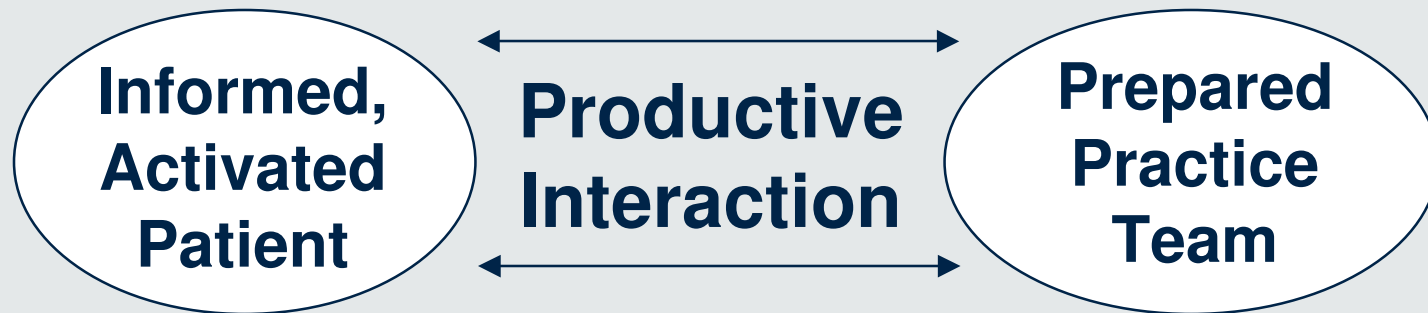 Informed,
Activated
Patient
Productive
Interaction
Prepared
Practice
Team